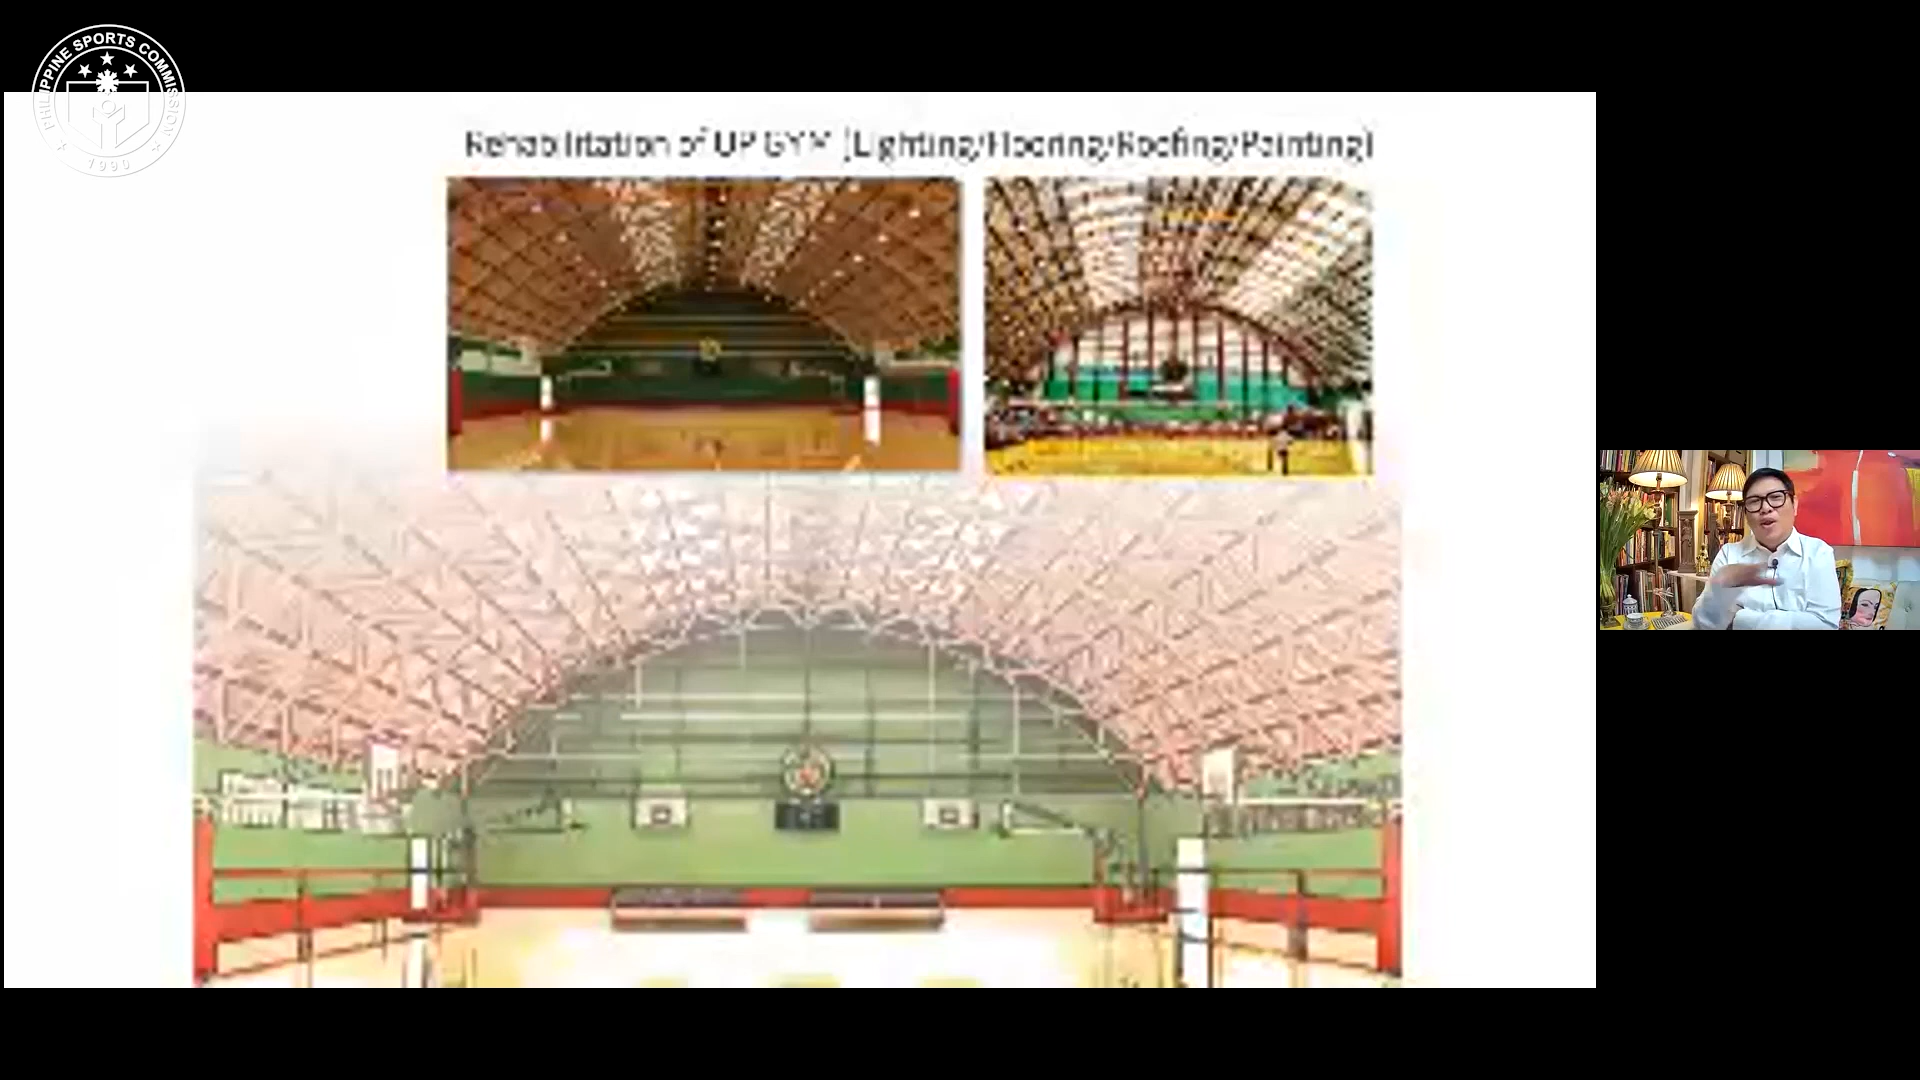 PHILIPPINE SPORTS COMMISSION
1990
Rehabilitation of UP GYM (Lighting/Flooring/Roofing/Painting)